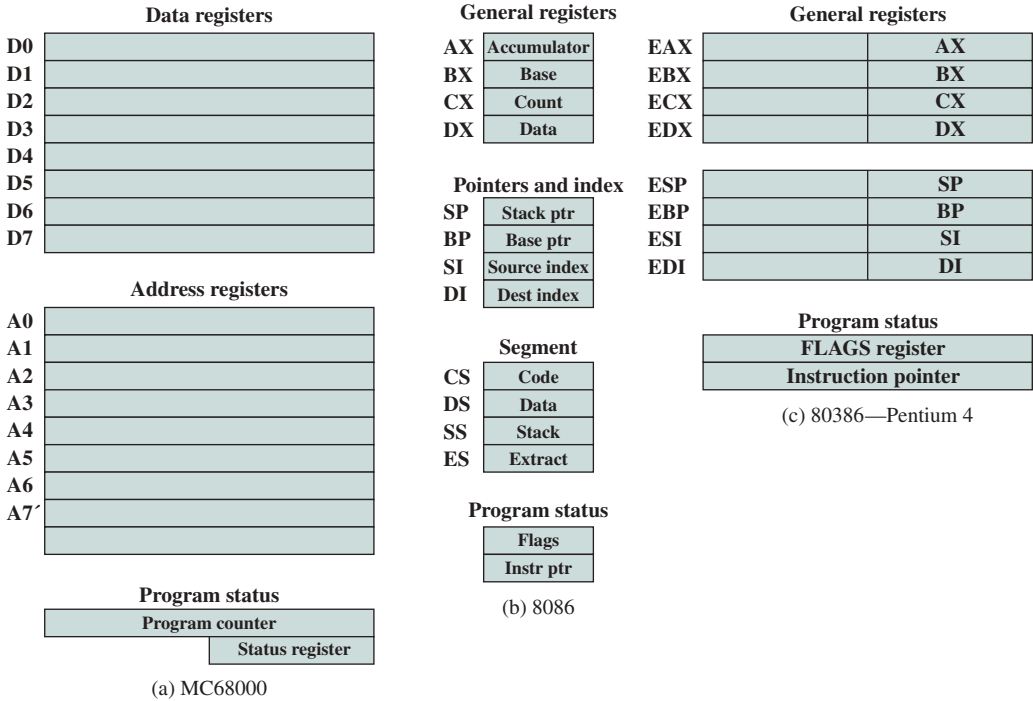 Data registers
D0
D1
D2
D3
D4
D5
D6
D7
Address registers
A0
A1
A2
A3
A4
A5
A6
A7´
Program status
Program counter
Status register
(a) MC68000
General registers
AX Accumulator
BX Base
CX Count
DX Data
Pointers and index
SP Stack ptr
BP Base ptr
SI Source index
DI Dest index
Segment
CS Code
DS Data
SS Stack
ES Extract
Program status
Flags
Instr ptr
(b) 8086
General registers
EAX AX
EBX BX
ECX CX
EDX DX
ESP SP
EBP BP
ESI SI
EDI DI
Program status
FLAGS register
Instruction pointer
(c) 80386—Pentium 4